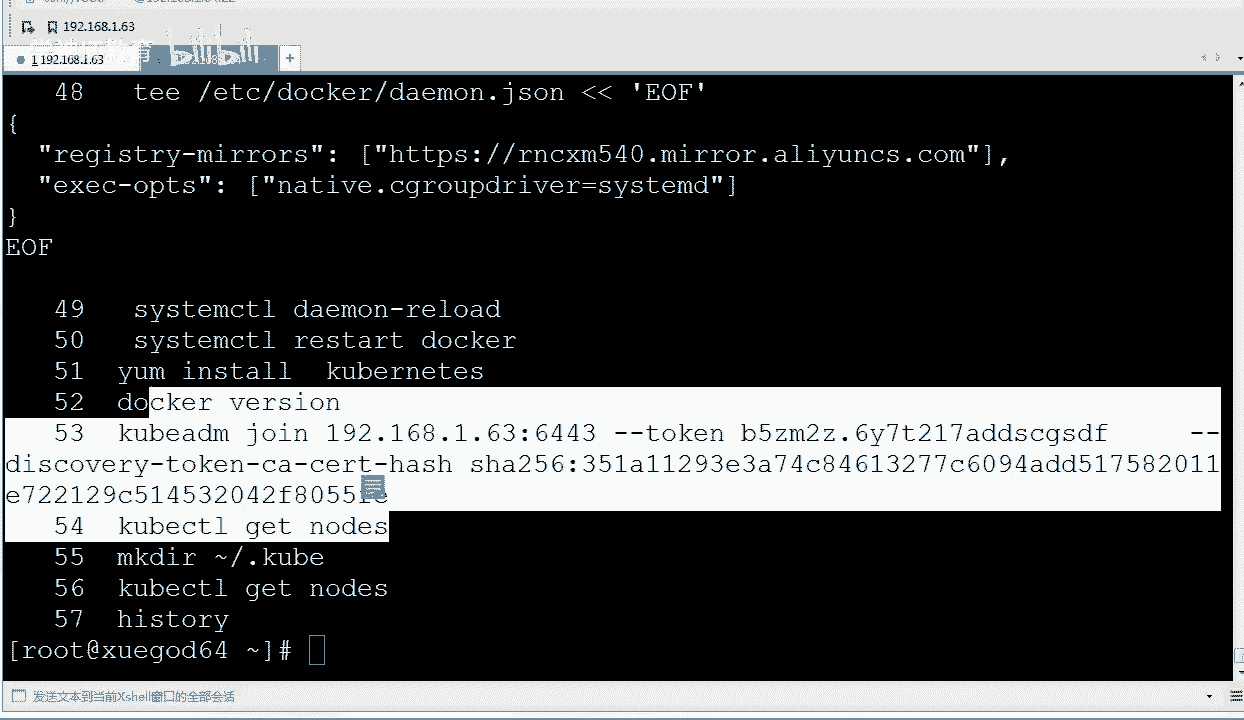 192.168.1.63
1 192.168.1.63
bilibili
48 tee /etc/docker/daemon.json << 'EOF'
{
"registry-mirrors": ["https://rncxm540.mirror.aliyuncs.com"],
"exec-opts": ["native.cgroupdriver=systemd"]
}
EOF
49 systemctl daemon-reload
50 systemctl restart docker
51 yum install kubernetes
52 docker version
53 kubeadm join 192.168.1.63:6443 --token b5zm2z.6y7t217addscgsdf --
discovery-token-ca-cert-hash sha256:351a11293e3a74c84613277c6094add517582011
e722129c514532042f8055fe
54 kubectl get nodes
55 mkdir ~/.kube
56 kubectl get nodes
57 history
[root@xuegod64 ~]#
发送文本到当前Xshell窗口的全部会话